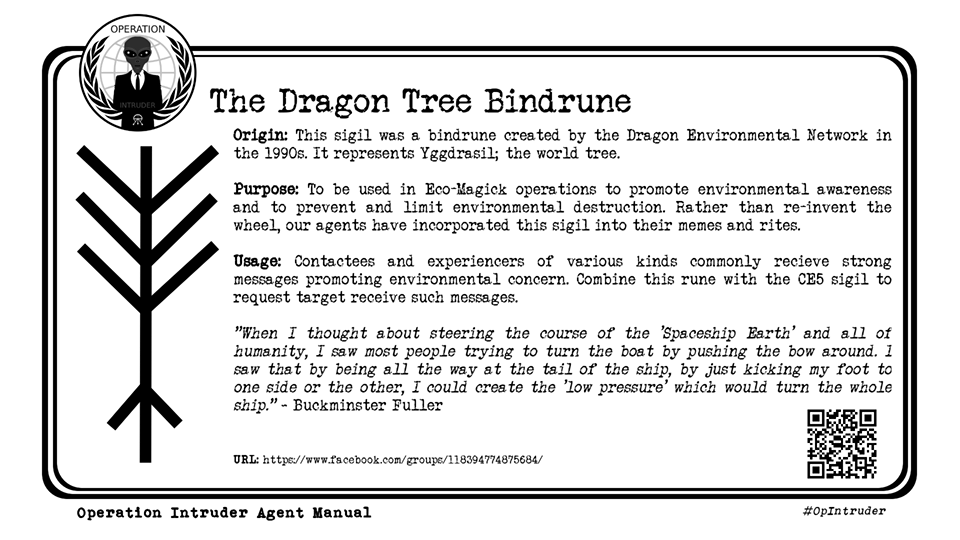 OPERATION
INTRUDER
The Dragon Tree Bindrune
Origin: This sigil was a bindrune created by the Dragon Environmental Network in
the 1990s. It represents Yggdrasil; the world tree.
Purpose: To be used in Eco-Magick operations to promote environmental awareness
and to prevent and limit environmental destruction. Rather than re-invent the
wheel, our agents have incorporated this sigil into their memes and rites.
Usage: Contactees and experiencers of various kinds commonly recieve strong
messages promoting environmental concern. Combine this rune with the CE5 sigil to
request target receive such messages.
"When I thought about steering the course of the 'Spaceship Earth' and all of
humanity, I saw most people trying to turn the boat by pushing the bow around. I
saw that by being all the way at the tail of the ship, by just kicking my foot to
one side or the other, I could create the 'low pressure' which would turn the whole
ship." - Buckminster Fuller
URL: https://www.facebook.com/groups/118394774875684/
Operation Intruder Agent Manual
#OpIntruder